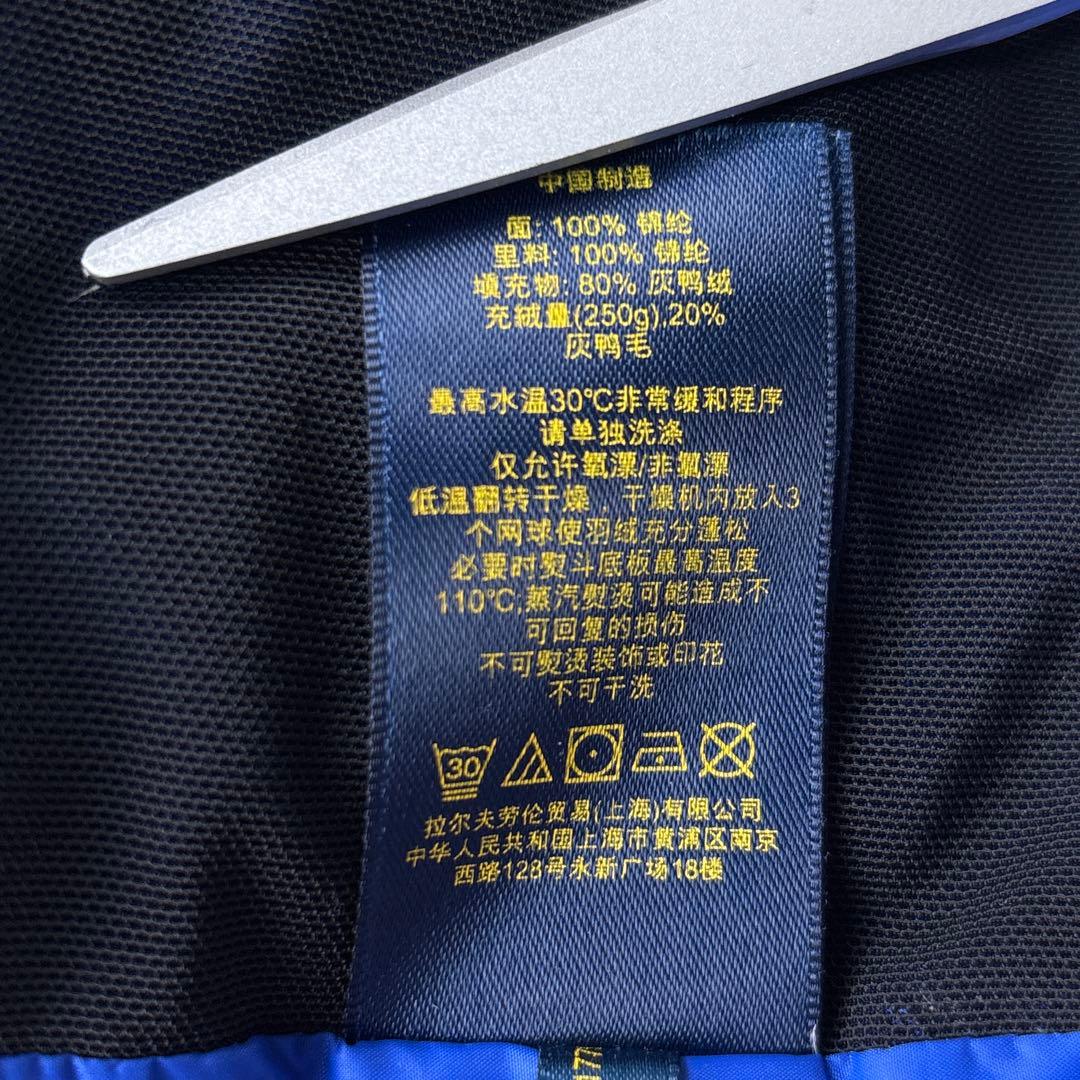 中国制造
面: 100% 锦纶
里料: 100% 锦纶
填充物: 80% 灰鸭绒
充絨量(250g),20%
灰鸭毛
最高水温30℃非常缓和程序
请单独洗涤
仅允许氧漂/非氯漂
低温翻转干燥，干燥机内放入3
个网球使羽绒充分蓬松
必要时熨斗底板最高温度
110℃,蒸汽熨烫可能造成不
可回复的损伤
不可熨烫装饰或印花
不可干洗
30
拉尔夫劳伦贸易(上海)有限公司
中华人民共和国上海市黄浦区南京
西路128号永新广场18楼